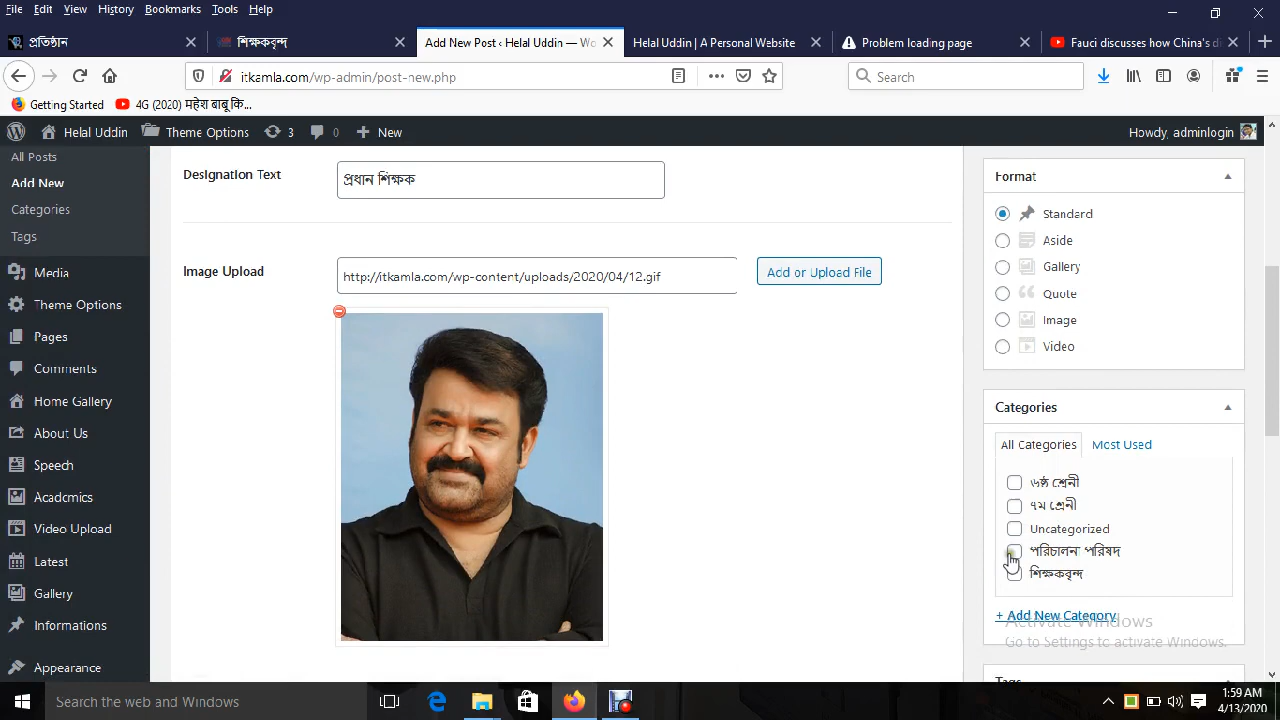 File Edit View History Bookmarks Tools Help
প্রতিষ্ঠান
শিক্ষকবৃন্দ
Add New Post ‹ Helal Uddin — Wo
Helal Uddin | A Personal Website
Problem loading page
Fauci discusses how China's di
itkamla.com/wp-admin/post-new.php
Search
Getting Started
4G (2020) महेश बाबू कि...
Helal Uddin Theme Options 3 0 New
Howdy, adminlogin
All Posts
Add New
Categories
Tags
Media
Theme Options
Pages
Comments
Home Gallery
About Us
Speech
Acadcmics
Video Upload
Latest
Gallery
Informations
Appearance
Designation Text
প্রধান শিক্ষক
Image Upload
http://itkamla.com/wp-content/uploads/2020/04/12.gif
Add or Upload File
Format
Standard
Aside
Gallery
Quote
Image
Video
Categories
All Categories Most Used
৬ষ্ঠ শ্রেনী
৭ম শ্রেনী
Uncategorized
পরিচালনা পরিষদ
শিক্ষকবৃন্দ
+ Add New Category
Activate Windows
Go to Settings to activate Windows.
Tags
Search the web and Windows
1:59 AM
4/13/2020